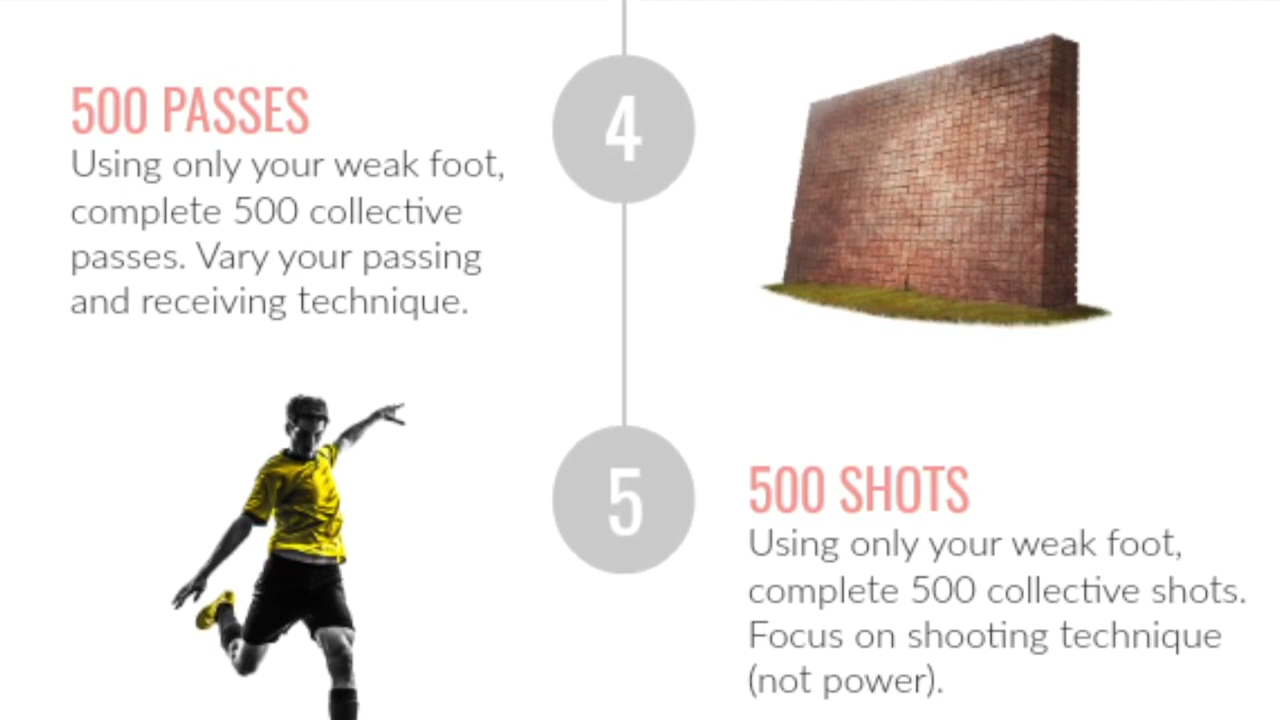 4
500 PASSES
Using only your weak foot,
complete 500 collective
passes. Vary your passing
and receiving technique.
5
500 SHOTS
Using only your weak foot,
complete 500 collective shots.
Focus on shooting technique
(not power).